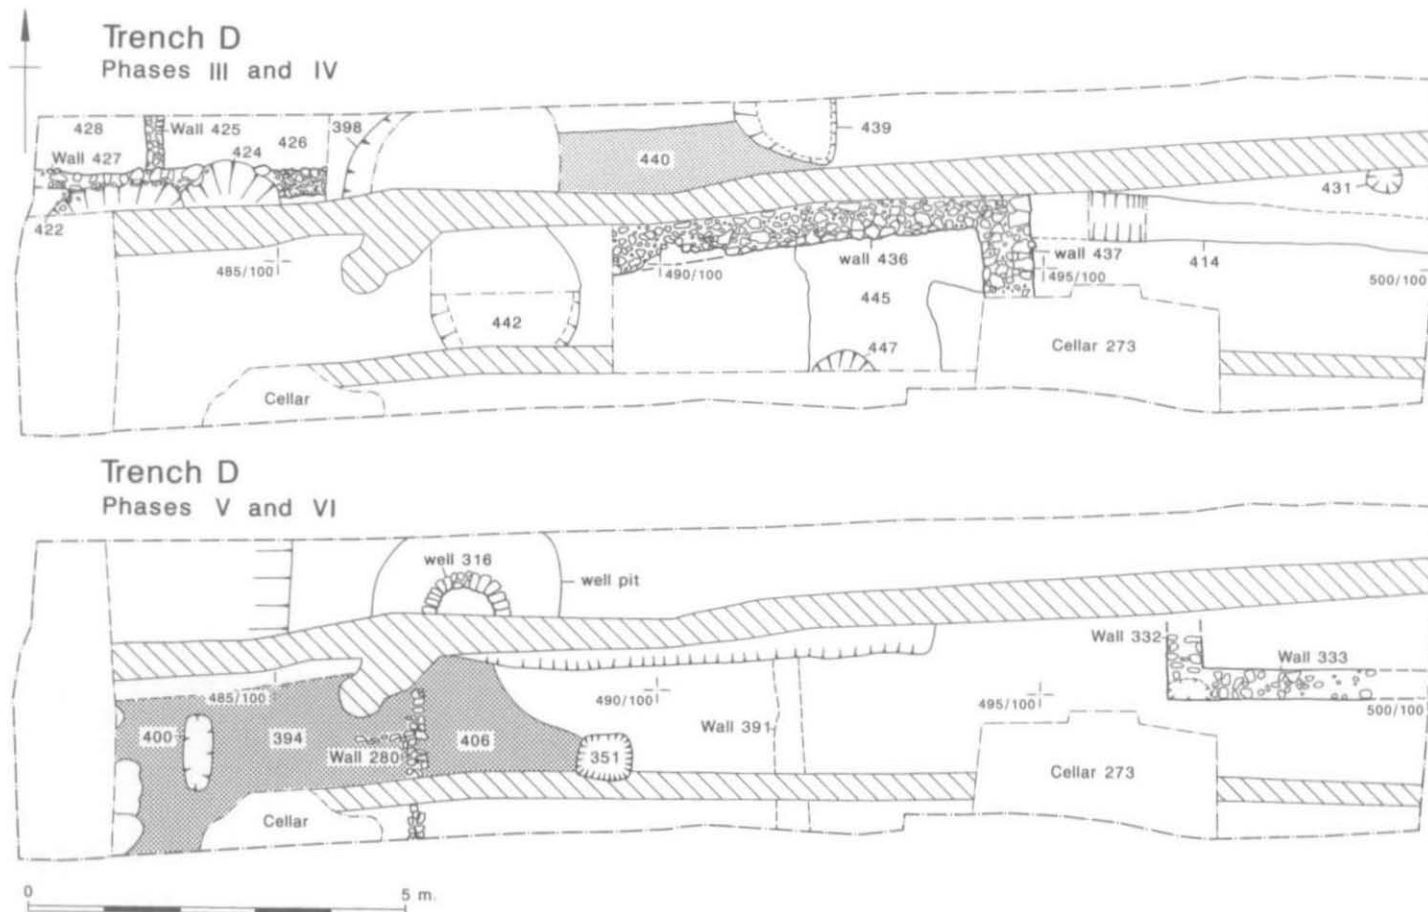 Trench D
Phases III and IV
428
Wall 425
426
398
439
Wall 427
424
440
431
422
485/100
490/100
wall 436
wall 437
495/100
414
500/100
445
442
447
Cellar 273
Cellar
Trench D
Phases V and VI
well 316
well pit
Wall 332
Wall 333
485/100
490/100
495/100
500/100
400
394
406
Wall 391
Wall 280
351
Cellar 273
Cellar
0
5 m.